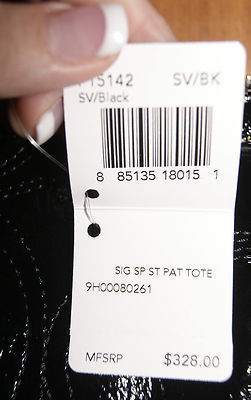 15142 SV/BK
SV/Black
8 85135 18015 1
SIG SP ST PAT TOTE
9H00080261
MFSRP $328.00